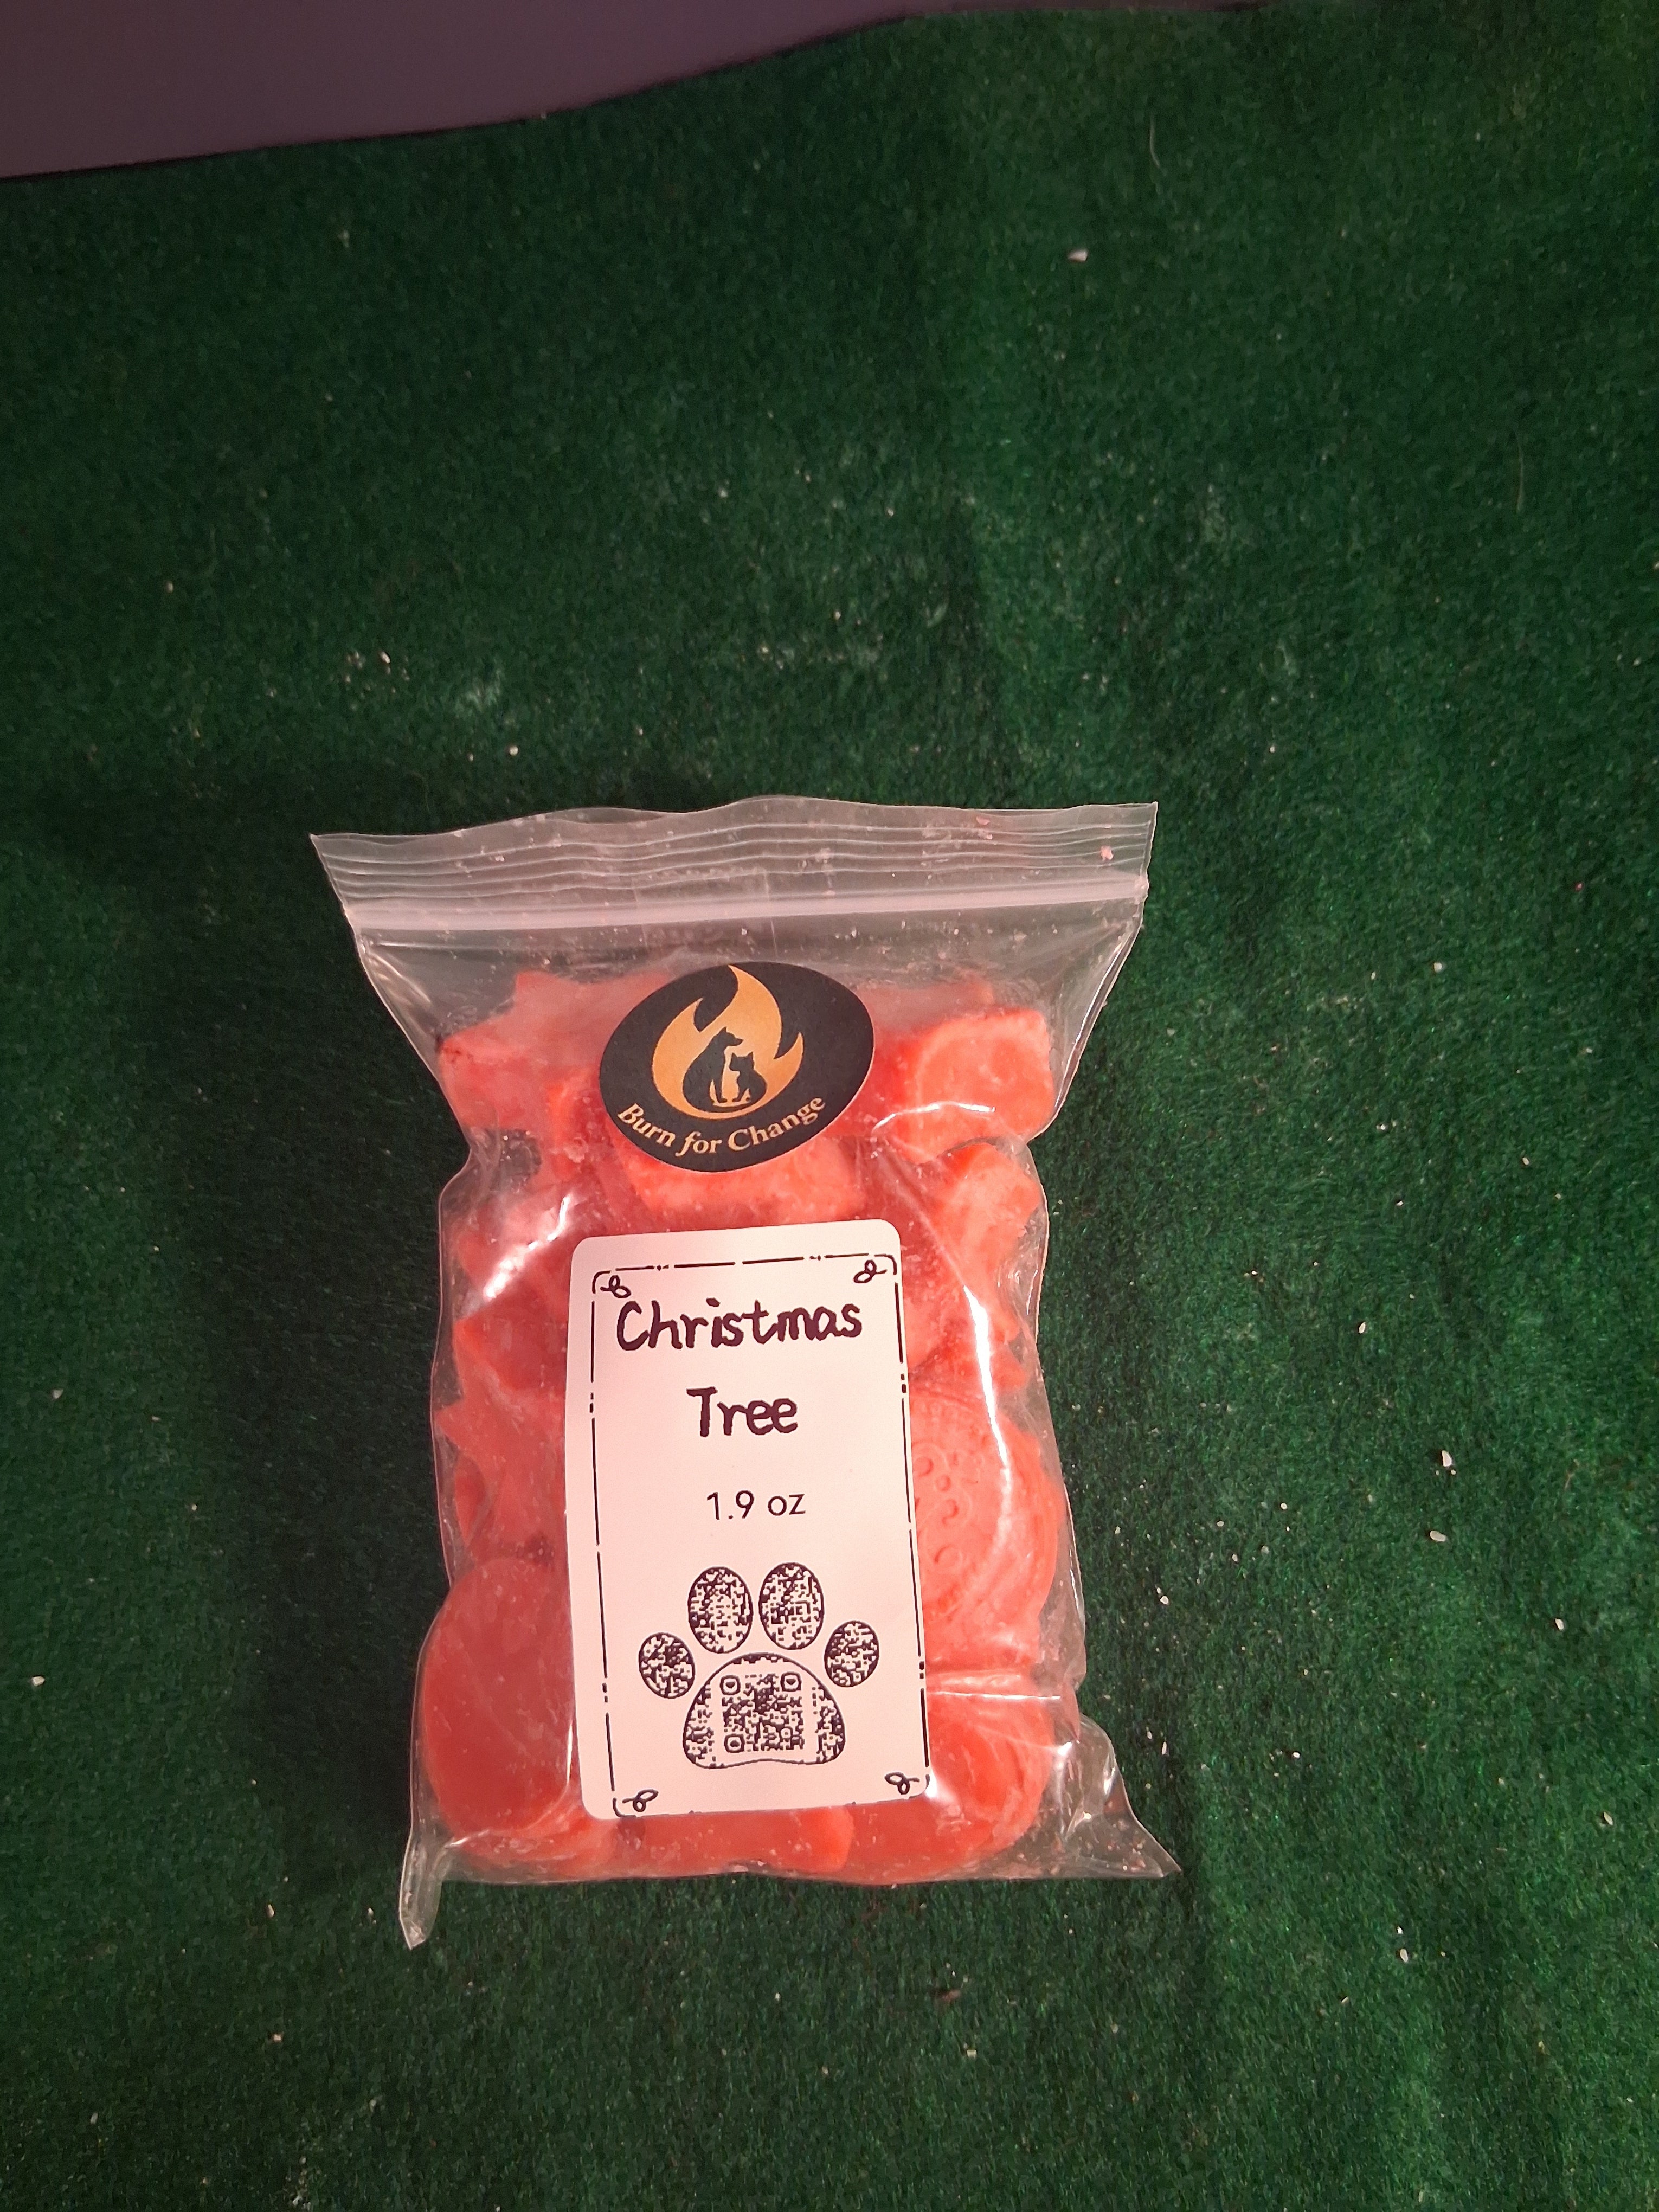 Burn for Change
Christmas
Tree
1.9 oz